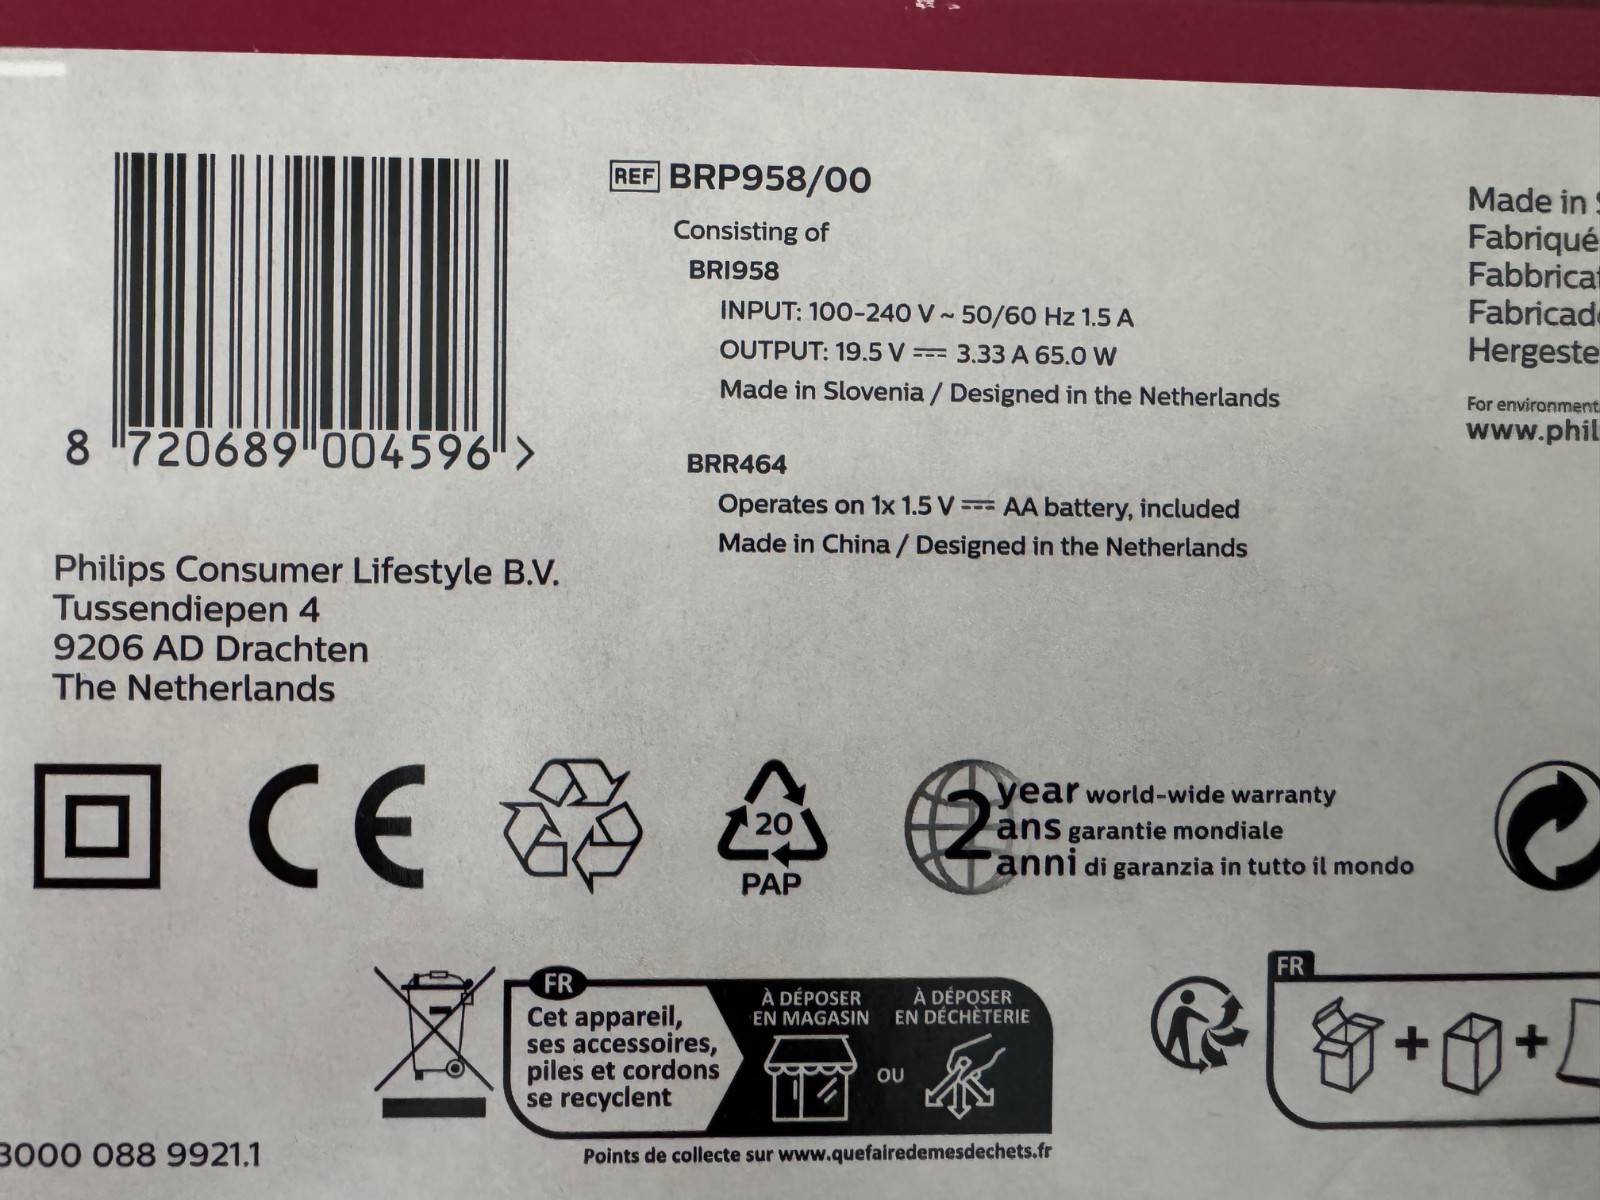 REF BRP958/00
Consisting of
BRI958
INPUT: 100-240 V ~ 50/60 Hz 1.5 A
OUTPUT: 19.5 V ⎓ 3.33 A 65.0 W
Made in Slovenia / Designed in the Netherlands
BRR464
Operates on 1x 1.5 V ⎓ AA battery, included
Made in China / Designed in the Netherlands
8 720689 004596 >
Philips Consumer Lifestyle B.V.
Tussendiepen 4
9206 AD Drachten
The Netherlands
Made in
Fabriqué
For
www.phil
CE
20
PAP
2
year world-wide warranty
ans garantie mondiale
anni di garanzia in tutto il mondo
FR
Cet appareil,
ses accessoires,
piles et cordons
se recyclent
À DÉPOSER
EN MAGASIN
OU
À DÉPOSER
EN DÉCHÈTERIE
Points de collecte sur www.quefairedemesdechets.fr
FR
+ +
3000 088 9921.1